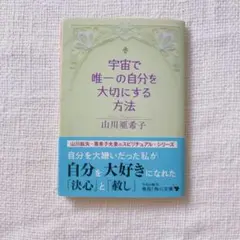 宇宙で
唯一の自分を
大切にする
方法
山川亜希子
山川紘矢・亜希子夫妻のスピリチュアル・シリーズ
自分を大嫌いだった私が
自分を大好きになれた
「決心」と「赦し」